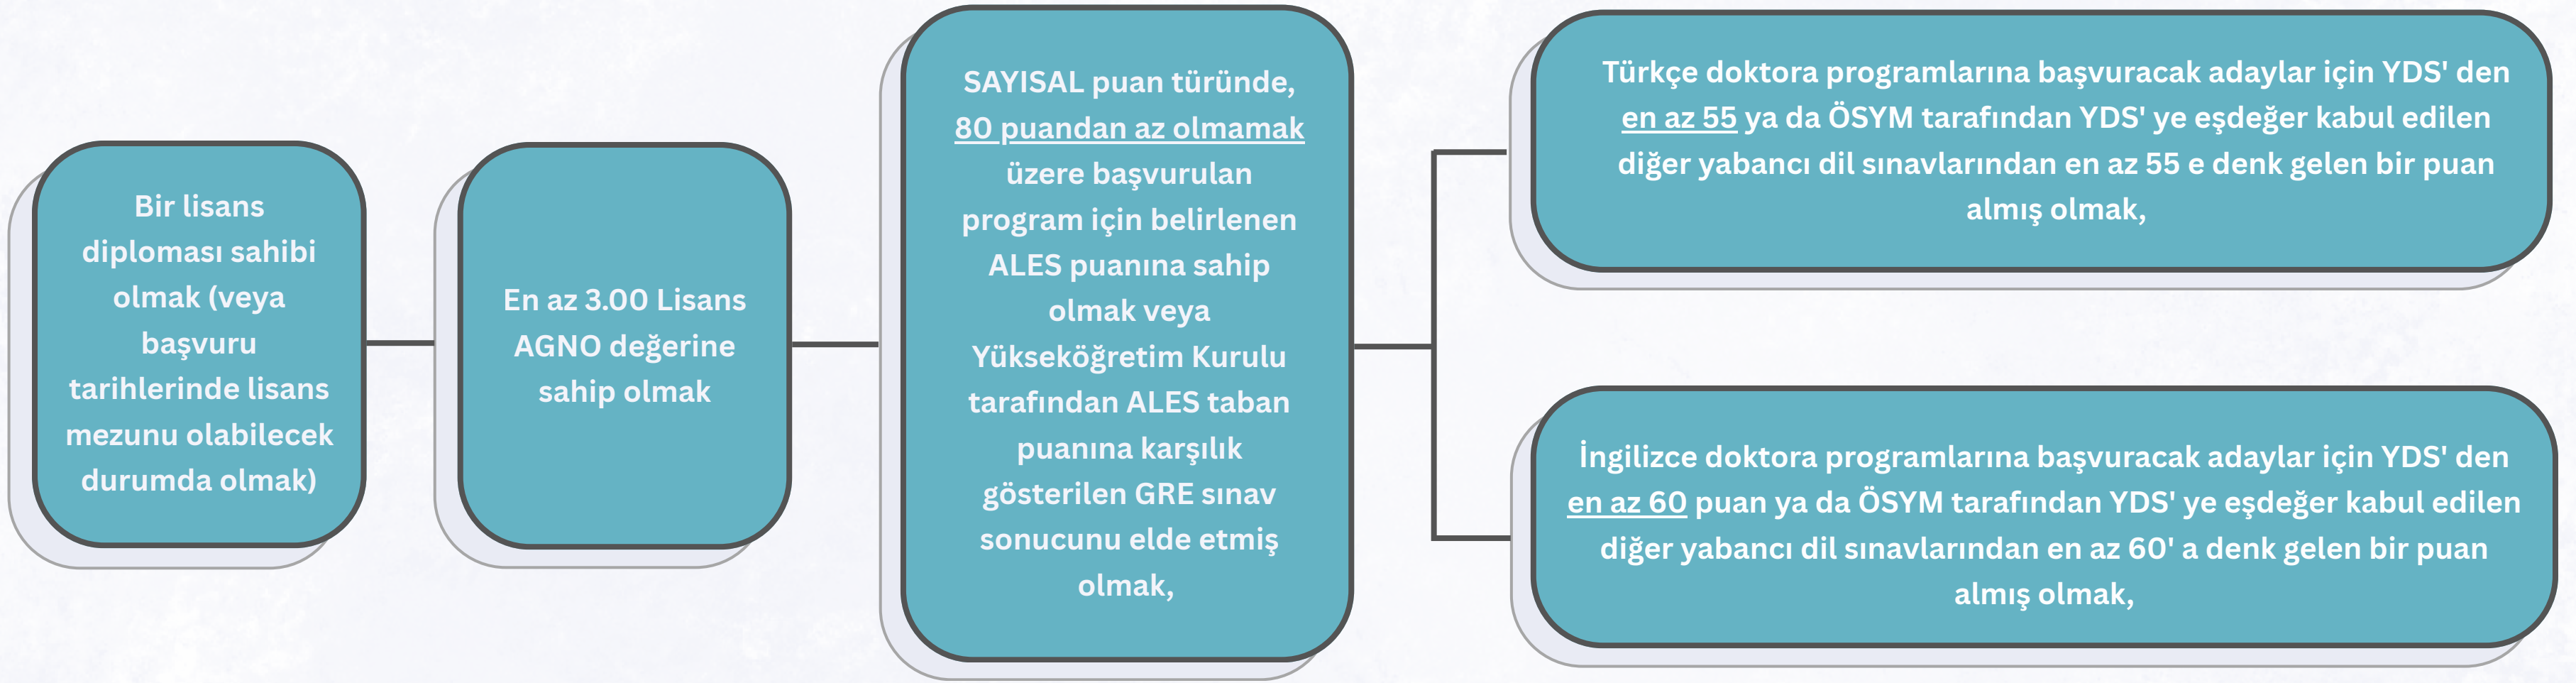 Bir lisans
diploması sahibi
olmak (veya
başvuru
tarihlerinde lisans
mezunu olabilecek
durumda olmak)
En az 3.00 Lisans
AGNO değerine
sahip olmak
SAYISAL puan türünde,
80 puandan az olmamak
üzere başvurulan
program için belirlenen
ALES puanına sahip
olmak veya
Yükseköğretim Kurulu
tarafından ALES taban
puanına karşılık
gösterilen GRE sınav
sonucunu elde etmiş
olmak,
Türkçe doktora programlarına başvuracak adaylar için YDS' den
en az 55 ya da ÖSYM tarafından YDS' ye eşdeğer kabul edilen
diğer yabancı dil sınavlarından en az 55 e denk gelen bir puan
almış olmak,
İngilizce doktora programlarına başvuracak adaylar için YDS' den
en az 60 puan ya da ÖSYM tarafından YDS' ye eşdeğer kabul edilen
diğer yabancı dil sınavlarından en az 60' a denk gelen bir puan
almış olmak,